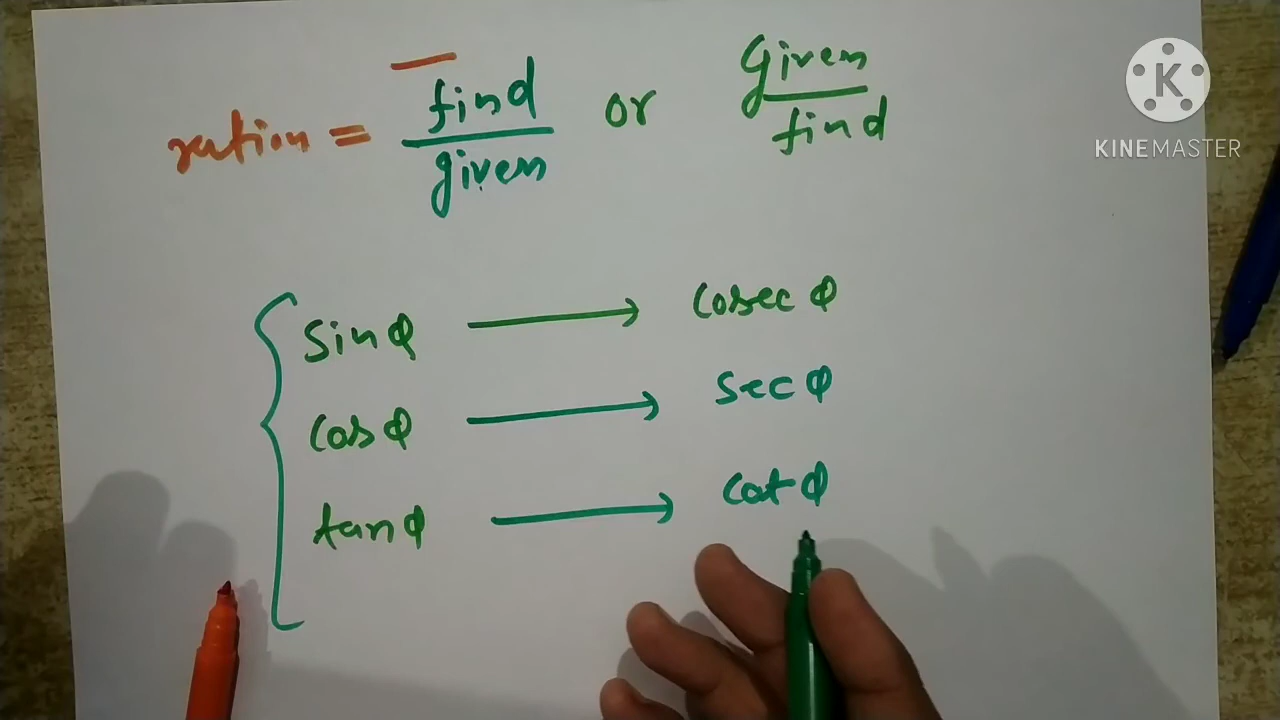 ration = find/given or Given/find
KINEMASTER
sin φ → cosec φ
cos φ → sec φ
tan φ → cot φ